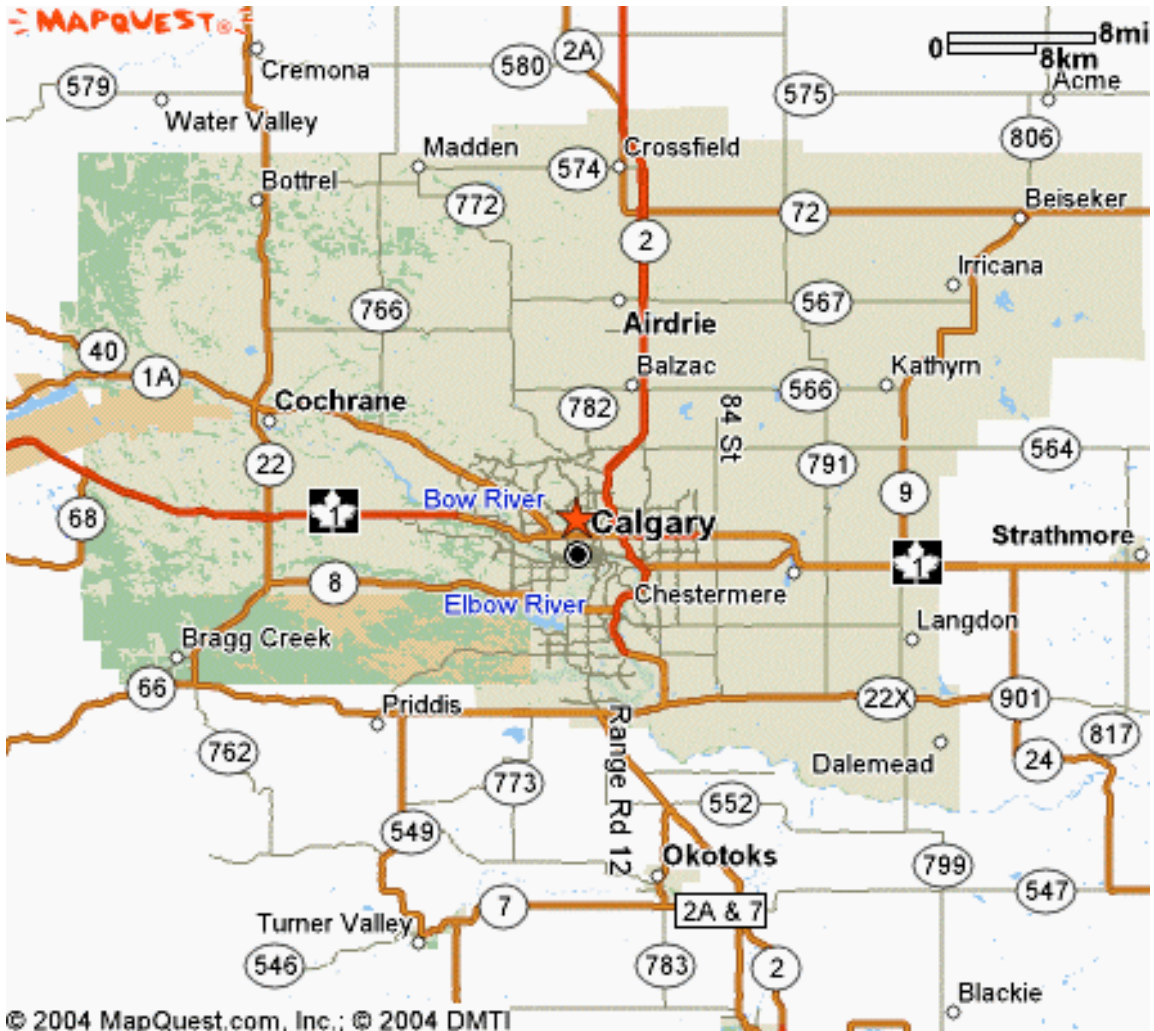 MAPQUEST®
0 8mi
8km
2A
580
Cremona
579
Water Valley
575
Acme
806
Madden
574
Crossfield
Bottrel
772
72
Beiseker
2
Irricana
766
567
Airdrie
40
1A
Balzac
Kathyrn
566
Cochrane
782
84 St
22
791
564
9
Bow River
1
68
Calgary
Strathmore
1
8
Elbow River
Chestermere
Langdon
Bragg Creek
66
Priddis
22X
901
Range Rd 12
762
817
Dalemead
24
773
552
549
Okotoks
799
547
7
2A & 7
Turner Valley
546
783
2
Blackie
© 2004 MapQuest.com, Inc.; © 2004 DMTI